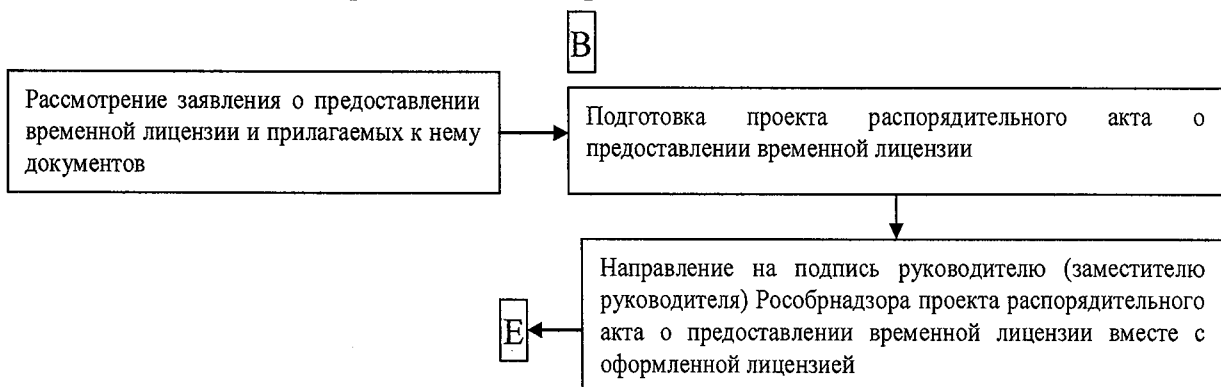 В
Рассмотрение заявления о предоставлении
временной лицензии и прилагаемых к нему
документов
Подготовка проекта распорядительного акта о
предоставлении временной лицензии
Направление на подпись руководителю (заместителю
руководителя) Рособрнадзора проекта распорядительного
акта о предоставлении временной лицензии вместе с
оформленной лицензией
Е